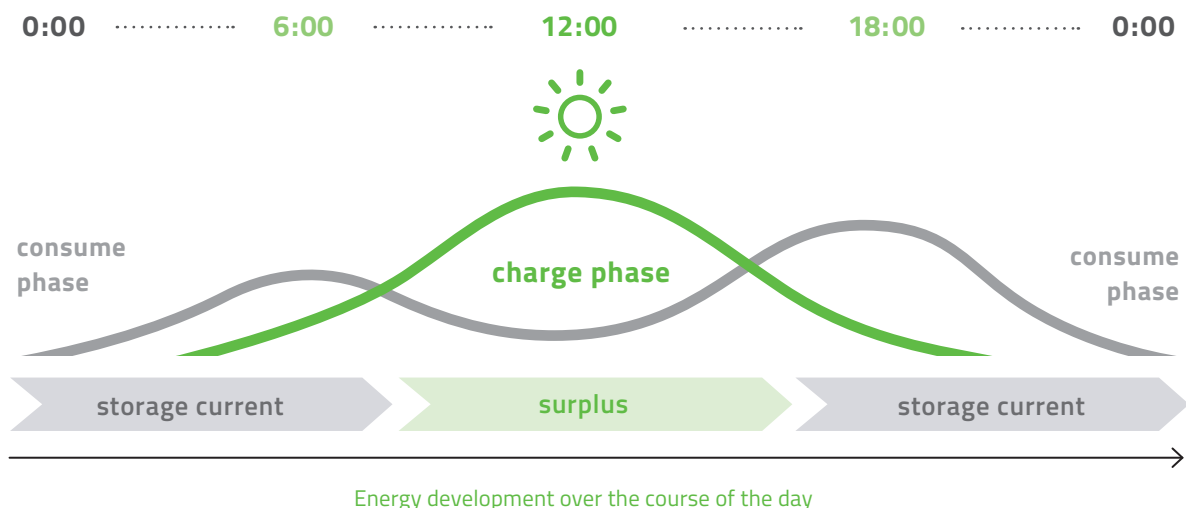 0:00 6:00 12:00 18:00 0:00
consume
phase
charge phase
consume
phase
storage current
surplus
storage current
Energy development over the course of the day